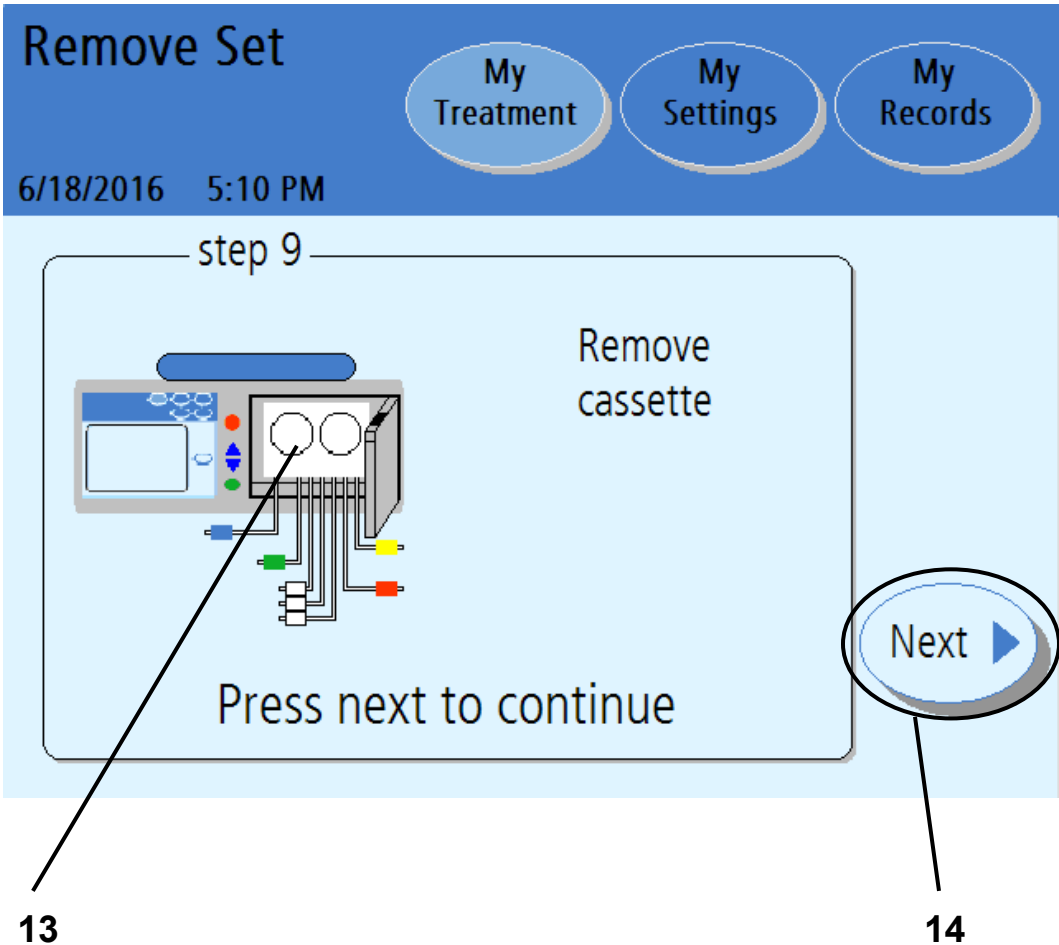 Remove Set
My
Treatment
My
Settings
My
Records
6/18/2016 5:10 PM
step 9
Remove
cassette
Next
Press next to continue
13
14